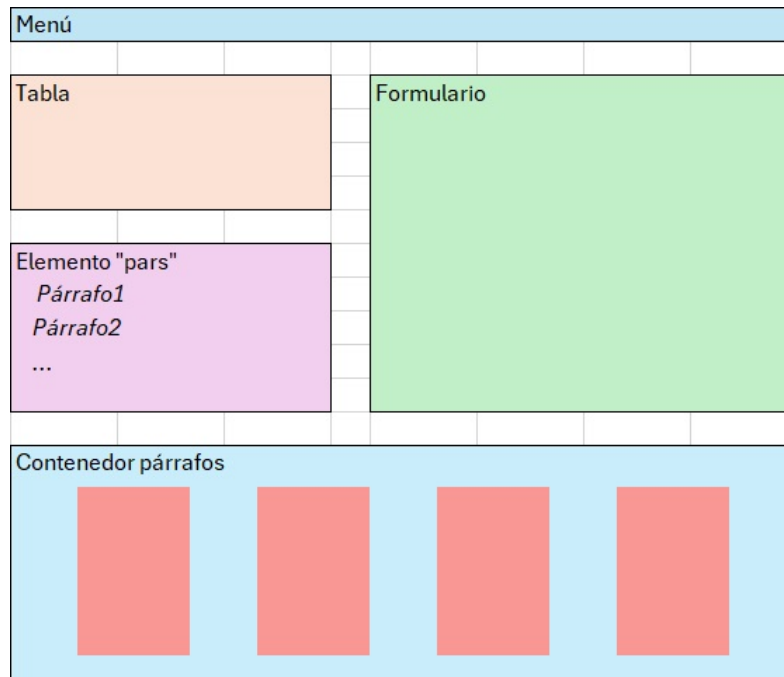 Menú
Tabla
Formulario
Elemento "pars"
Párrafo1
Párrafo2
...
Contenedor párrafos